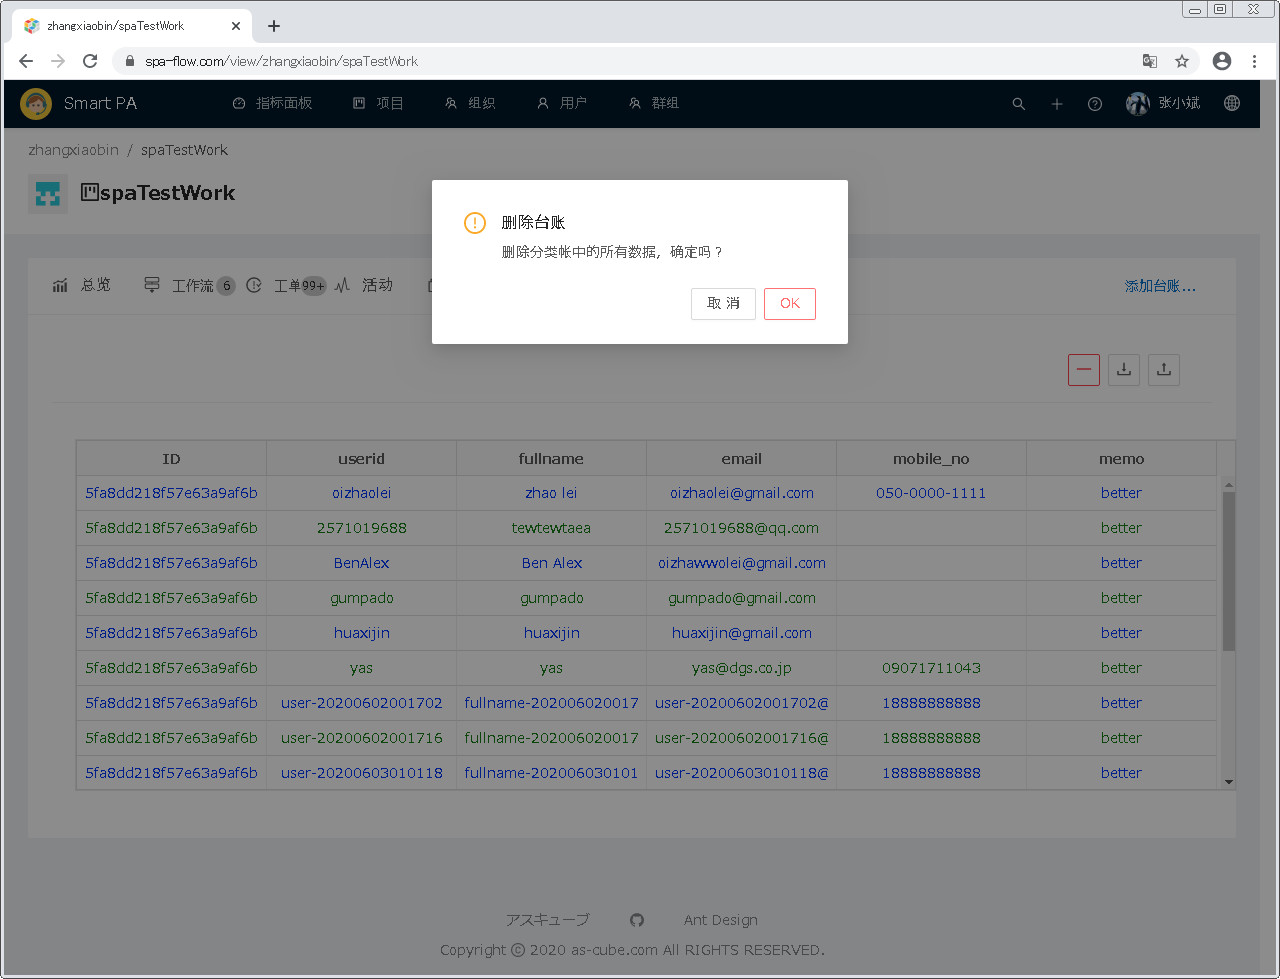 zhangxiaobin/spaTestWork
spa-flow.com/view/zhangxiaobin/spaTestWork
Smart PA 指标面板 项目 组织 用户 群组 张小斌
zhangxiaobin / spaTestWork
spaTestWork
删除台账
删除分类帐中的所有数据，确定吗？
取 消 OK
总览 工作流 6 工单 99+ 活动 添加台账...
ID userid fullname email mobile_no memo
5fa8dd218f57e63a9af6b oizhaolei zhao lei oizhaolei@gmail.com 050-0000-1111 better
5fa8dd218f57e63a9af6b 2571019688 tewtewtaea 2571019688@qq.com better
5fa8dd218f57e63a9af6b BenAlex Ben Alex oizhawwolei@gmail.com better
5fa8dd218f57e63a9af6b gumpado gumpado gumpado@gmail.com better
5fa8dd218f57e63a9af6b huaxijin huaxijin huaxijin@gmail.com better
5fa8dd218f57e63a9af6b yas yas yas@dgs.co.jp 09071711043 better
5fa8dd218f57e63a9af6b user-20200602001702 fullname-202006020017 user-20200602001702@ 18888888888 better
5fa8dd218f57e63a9af6b user-20200602001716 fullname-202006020017 user-20200602001716@ 18888888888 better
5fa8dd218f57e63a9af6b user-20200603010118 fullname-202006030101 user-20200603010118@ 18888888888 better
アスキューブ Ant Design
Copyright © 2020 as-cube.com All RIGHTS RESERVED.